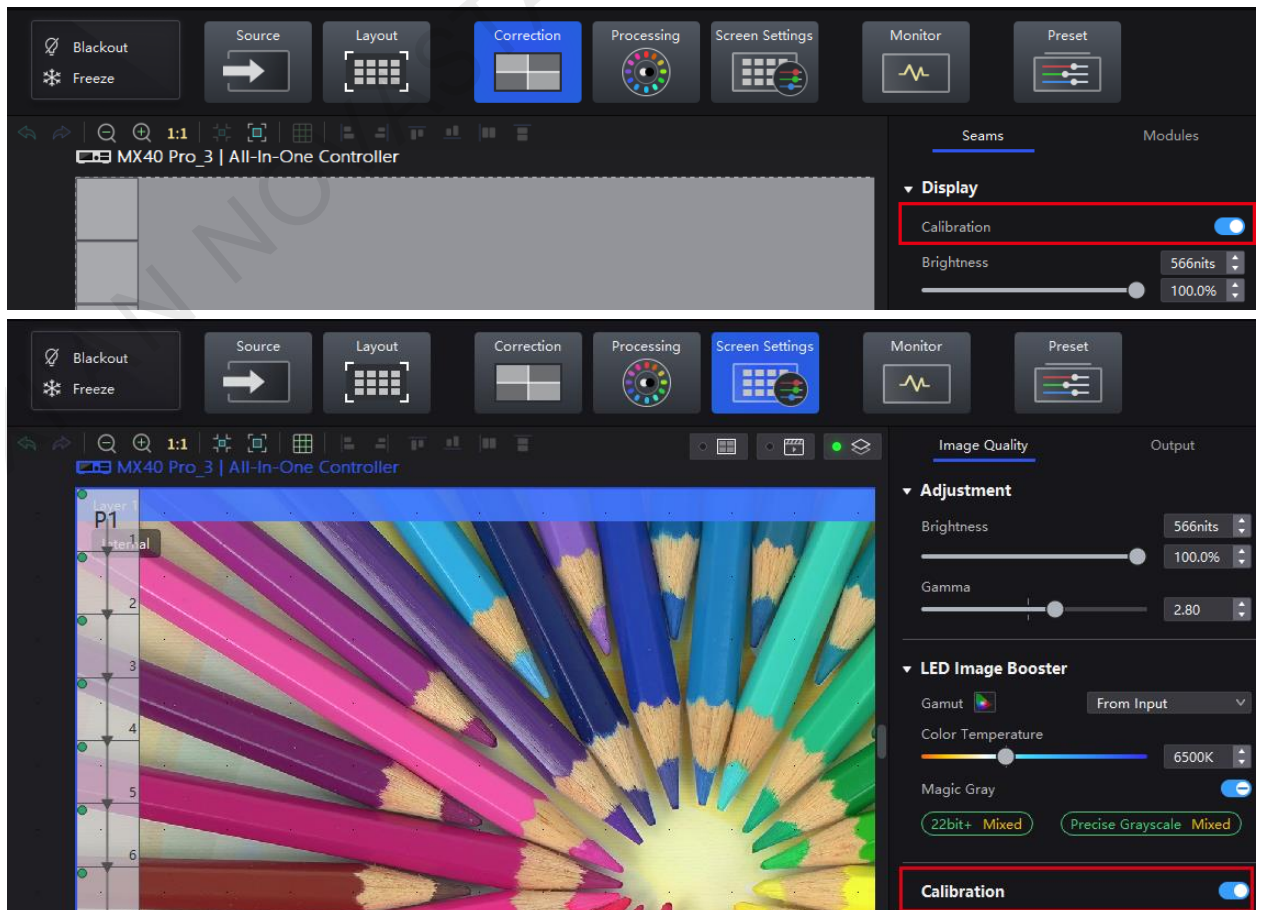 Blackout
Freeze
Source
Layout
Correction
Processing
Screen Settings
Monitor
Preset
1:1
MX40 Pro_3 | All-In-One Controller
Seams
Modules
Display
Calibration
Brightness
566nits
100.0%
Blackout
Freeze
Source
Layout
Correction
Processing
Screen Settings
Monitor
Preset
1:1
MX40 Pro_3 | All-In-One Controller
Layer 1
P1
Internal
1
2
3
4
5
6
Image Quality
Output
Adjustment
Brightness
566nits
100.0%
Gamma
2.80
LED Image Booster
Gamut
From Input
Color Temperature
6500K
Magic Gray
22bit+ Mixed
Precise Grayscale Mixed
Calibration